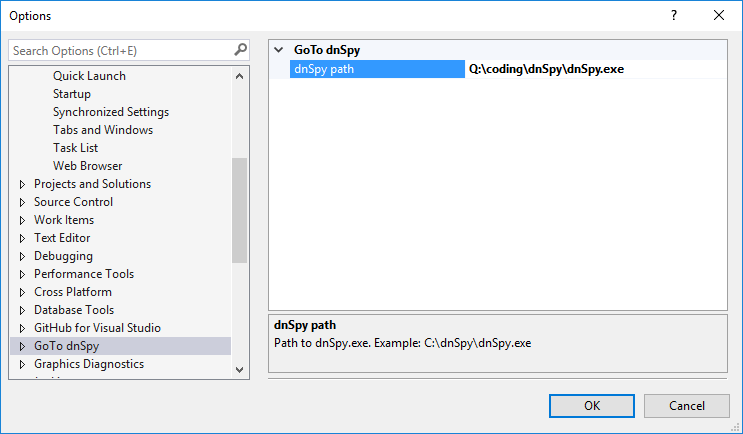 Options
Search Options (Ctrl+E)
Quick Launch
Startup
Synchronized Settings
Tabs and Windows
Task List
Web Browser
Projects and Solutions
Source Control
Work Items
Text Editor
Debugging
Performance Tools
Cross Platform
Database Tools
GitHub for Visual Studio
GoTo dnSpy
Graphics Diagnostics
GoTo dnSpy
dnSpy path Q:\coding\dnSpy\dnSpy.exe
dnSpy path
Path to dnSpy.exe. Example: C:\dnSpy\dnSpy.exe
OK Cancel